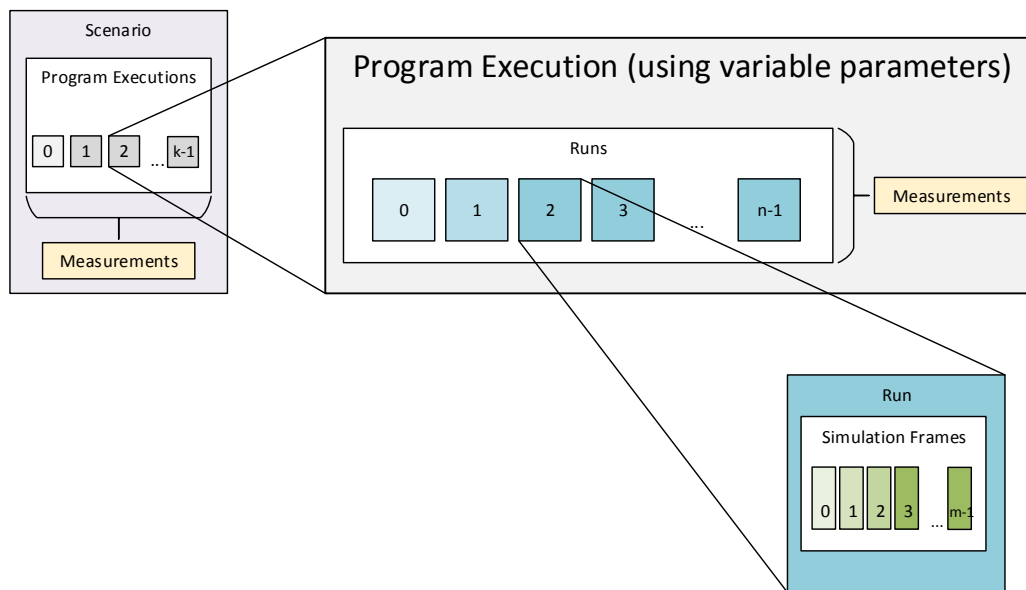 Scenario
Program Executions
0 1 2 ... k-1
Measurements
Program Execution (using variable parameters)
Runs
0 1 2 3 ... n-1
Measurements
Run
Simulation Frames
0 1 2 3 ... m-1